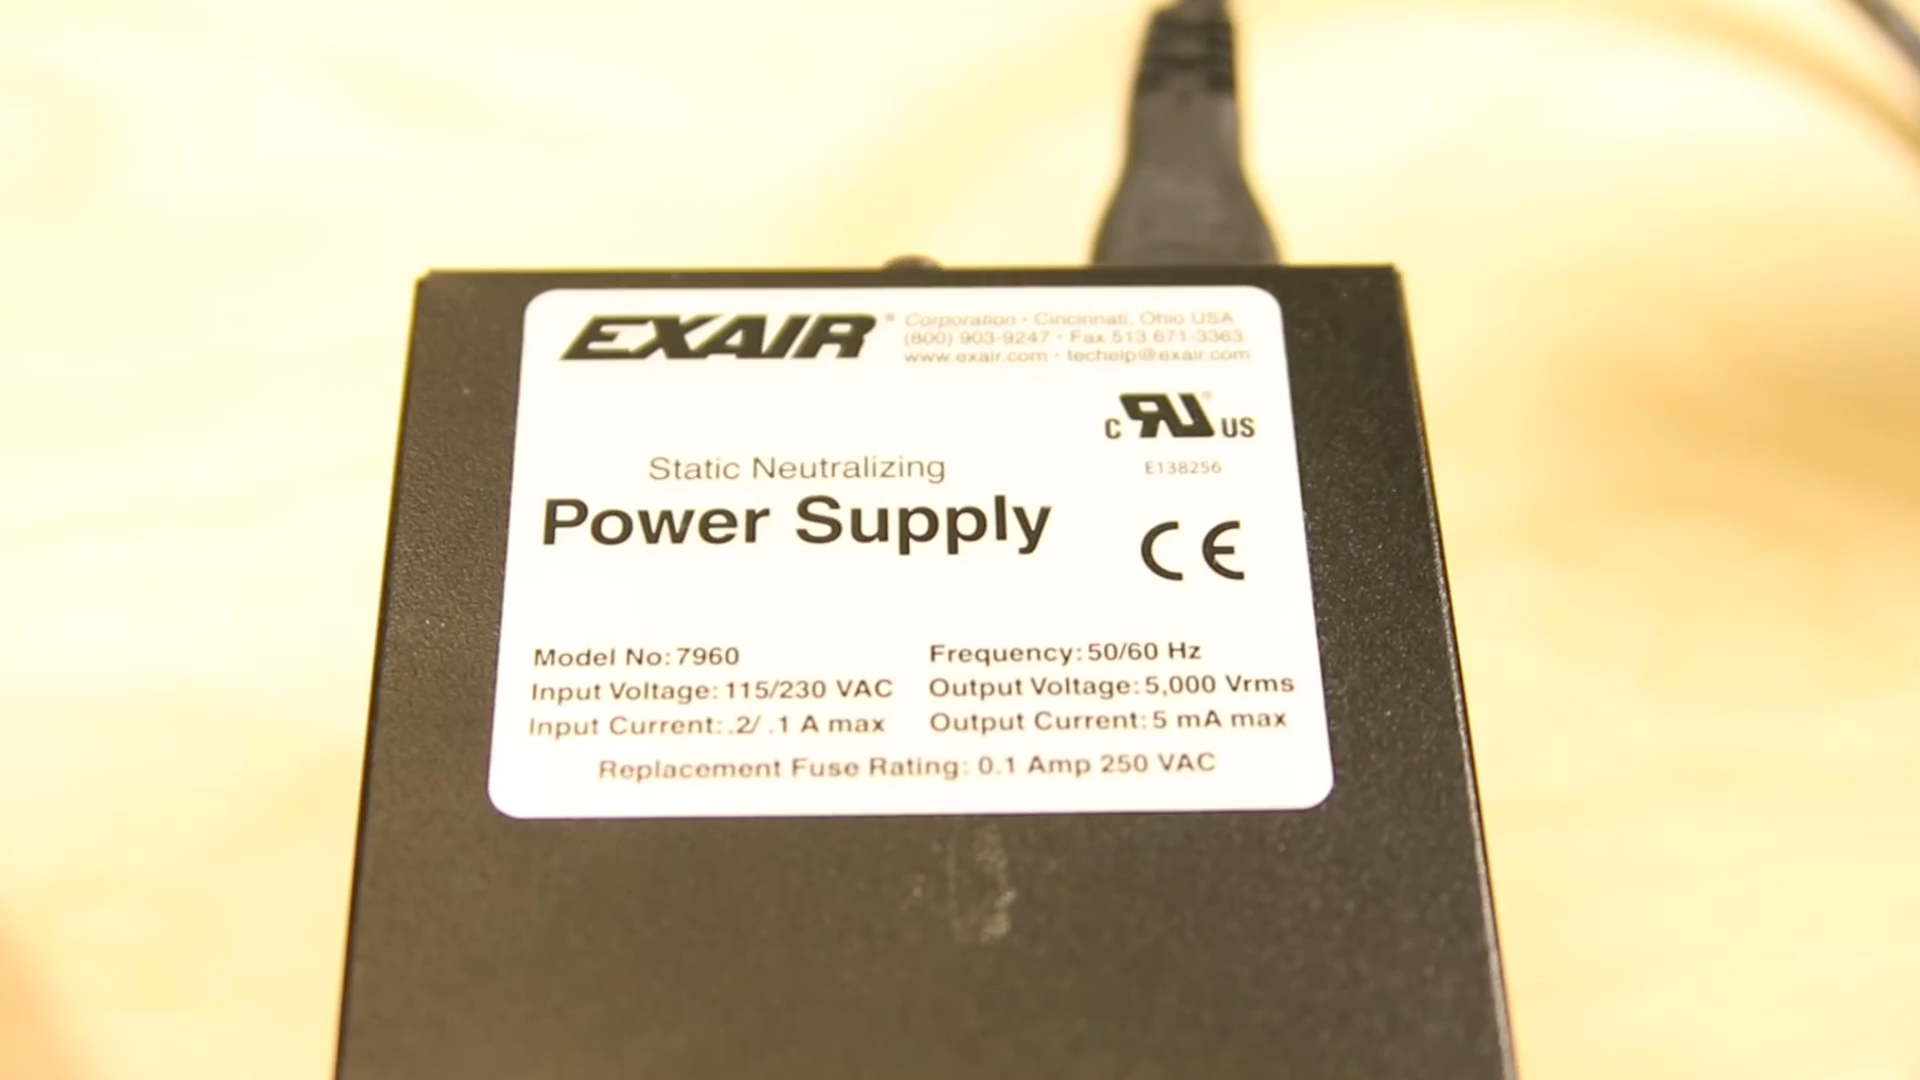 EXAIR®
Corporation • Cincinnati, Ohio USA
(800) 903-9247 • Fax 513 671-3363
www.exair.com • techelp@exair.com
C RU® US
E138256
Static Neutralizing
Power Supply
CE
Model No: 7960
Input Voltage: 115/230 VAC
Input Current: .2/ .1 A max
Frequency: 50/60 Hz
Output Voltage: 5,000 Vrms
Output Current: 5 mA max
Replacement Fuse Rating: 0.1 Amp 250 VAC